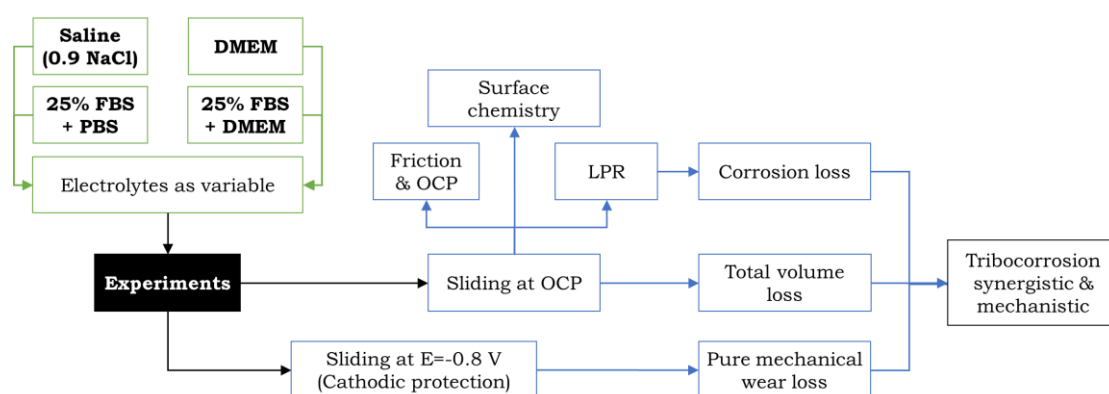 Saline
(0.9 NaCl)
DMEM
25% FBS
+ PBS
25% FBS
+ DMEM
Electrolytes as variable
Experiments
Surface
chemistry
Friction
& OCP
LPR
Corrosion loss
Sliding at OCP
Total volume
loss
Sliding at E=-0.8 V
(Cathodic protection)
Pure mechanical
wear loss
Tribocorrosion
synergistic &
mechanistic